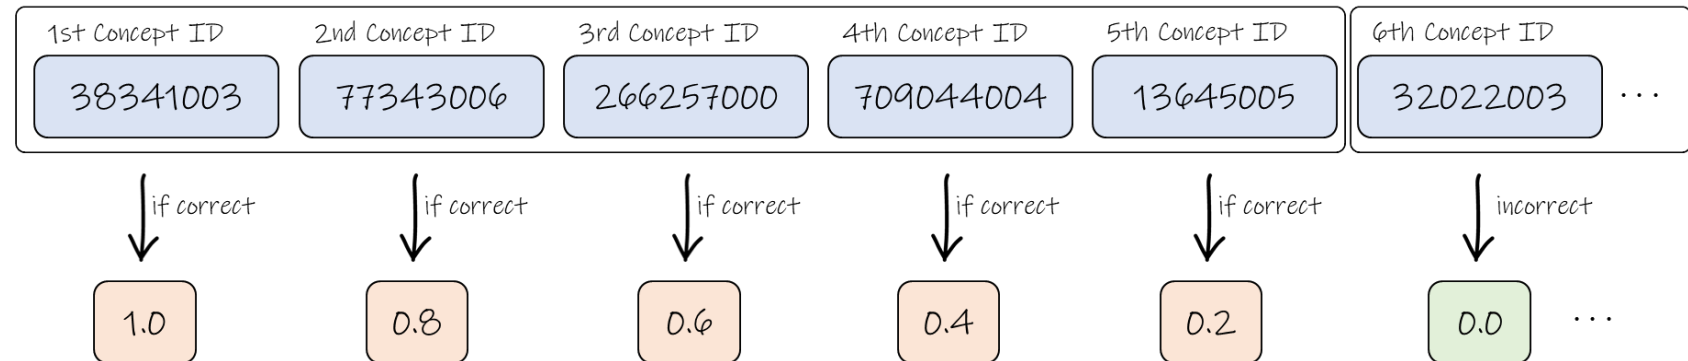 1st Concept ID 2nd Concept ID 3rd Concept ID 4th Concept ID 5th Concept ID 6th Concept ID
38341003 77343006 266257000 709044004 13645005 32022003 ...
if correct if correct if correct if correct if correct incorrect
1.0 0.8 0.6 0.4 0.2 0.0 ...